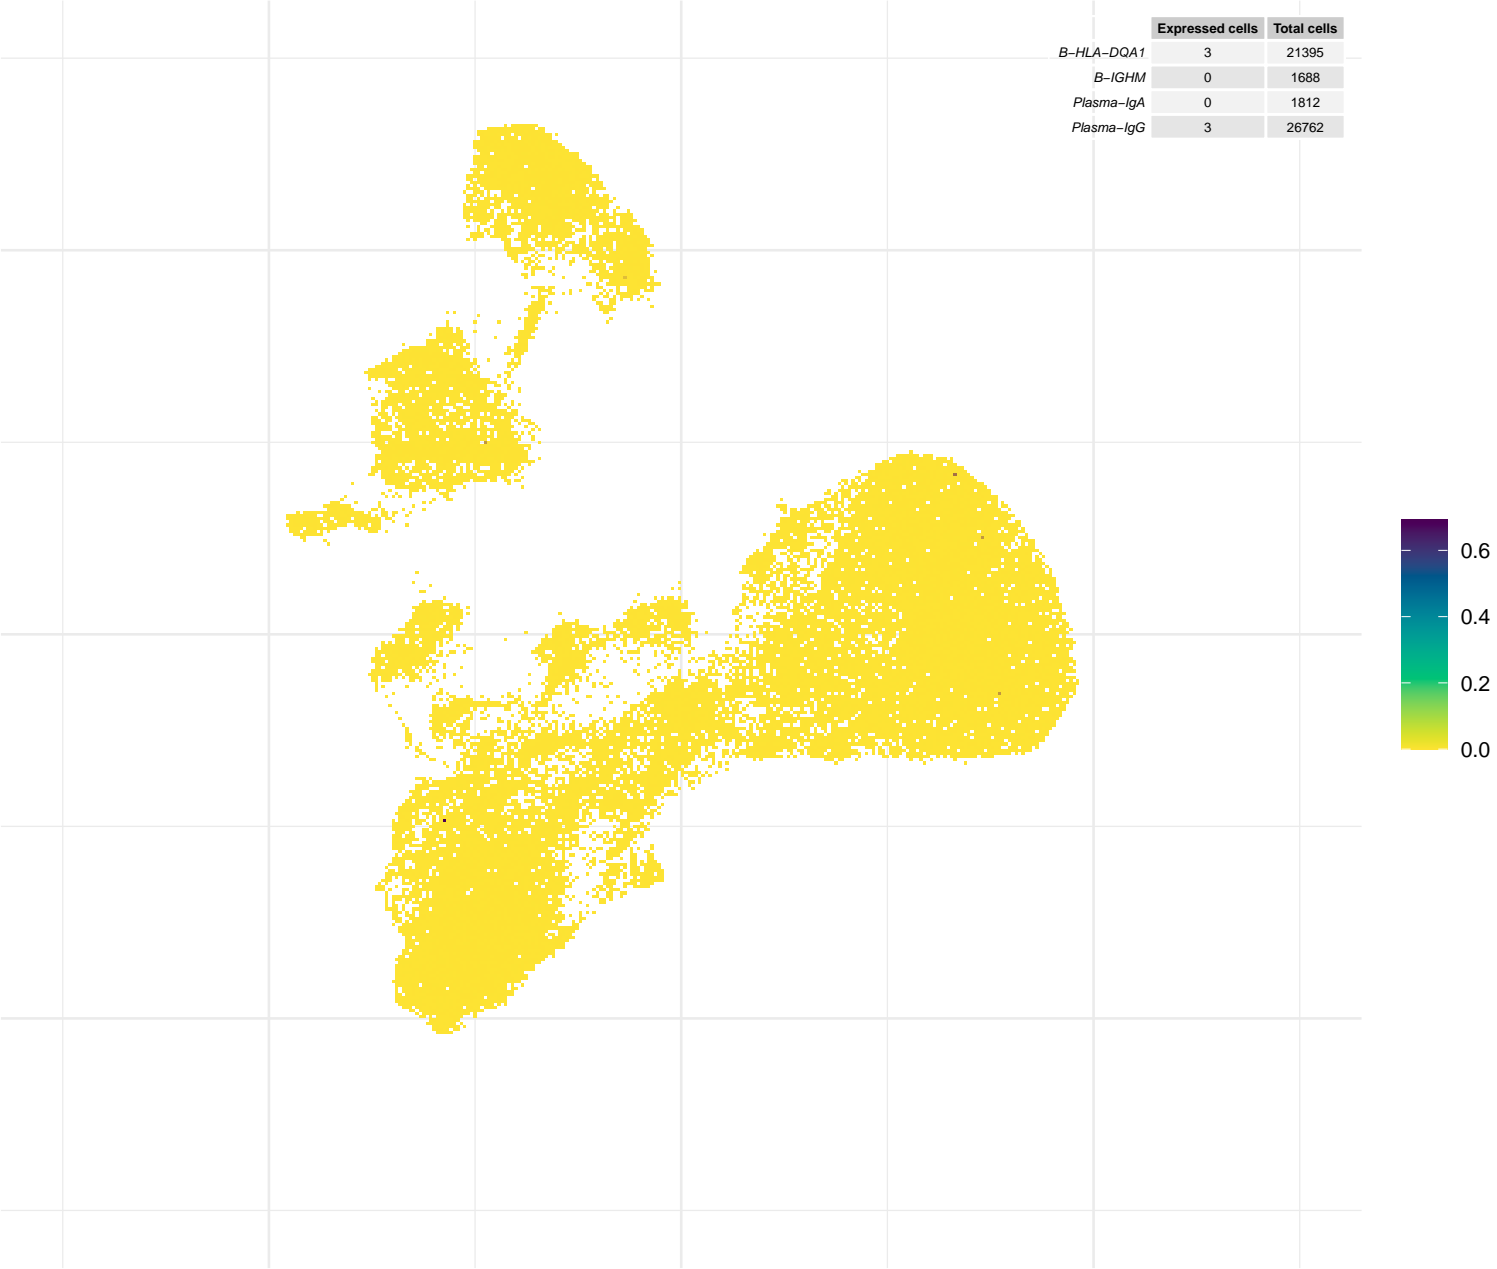 Expressed cells Total cells
B−HLA−DQA1 3 21395
B−IGHM 0 1688
Plasma−IgA 0 1812
Plasma−IgG 3 26762
0.6
0.4
0.2
0.0